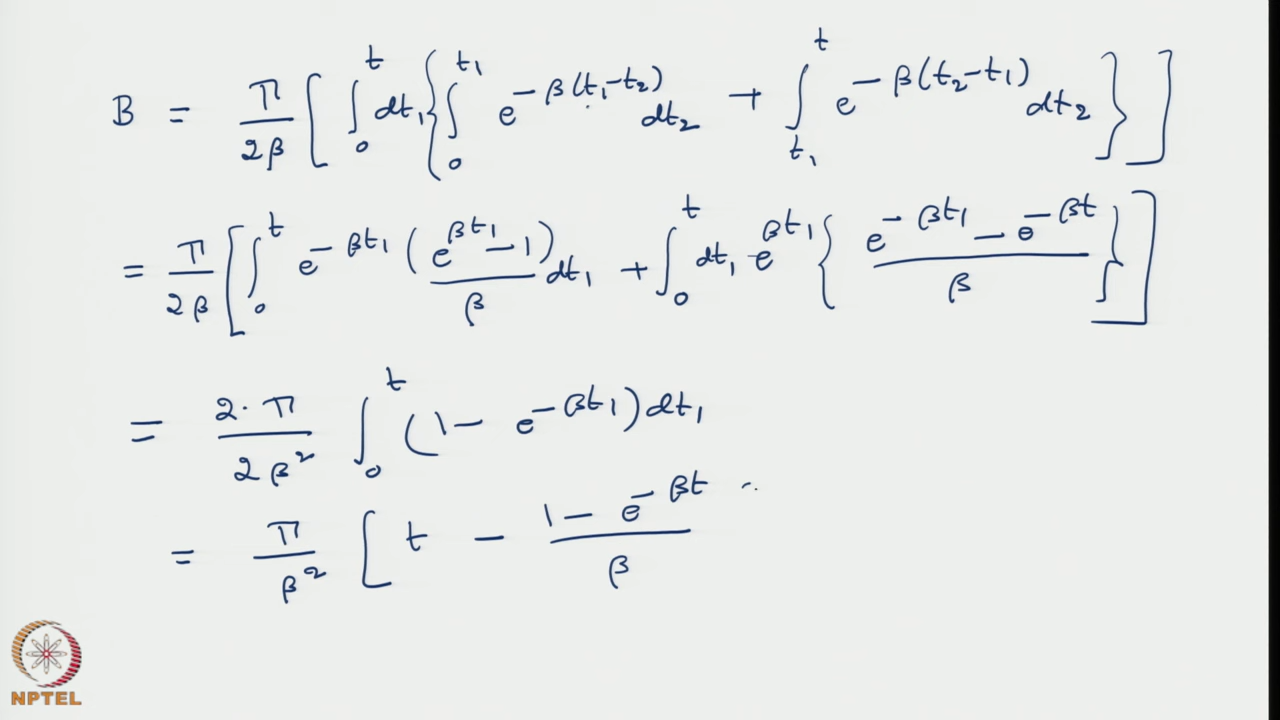 B = π/2β [ ∫₀ᵗ dt₁ { ∫₀^{t₁} e^{-β(t₁-t₂)} dt₂ + ∫_{t₁}^{t} e^{-β(t₂-t₁)} dt₂ } ]
= π/2β [ ∫₀ᵗ e^{-βt₁} (e^{βt₁} - 1)/β dt₁ + ∫₀ᵗ dt₁ e^{βt₁} { (e^{-βt₁} - e^{-βt})/β } ]
= 2·π/2β² ∫₀ᵗ (1 - e^{-βt₁}) dt₁
= π/β² [ t - (1 - e^{-βt})/β
NPTEL